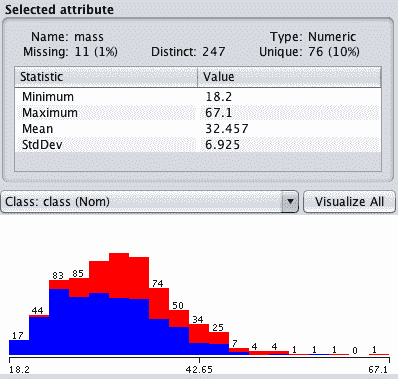 Selected attribute
Name: mass Type: Numeric
Missing: 11 (1%) Distinct: 247 Unique: 76 (10%)
Statistic Value
Minimum 18.2
Maximum 67.1
Mean 32.457
StdDev 6.925
Class: class (Nom) Visualize All
17 44 83 85 74 50 34 25 7 4 4 1 1 1 0 1
18.2 42.65 67.1